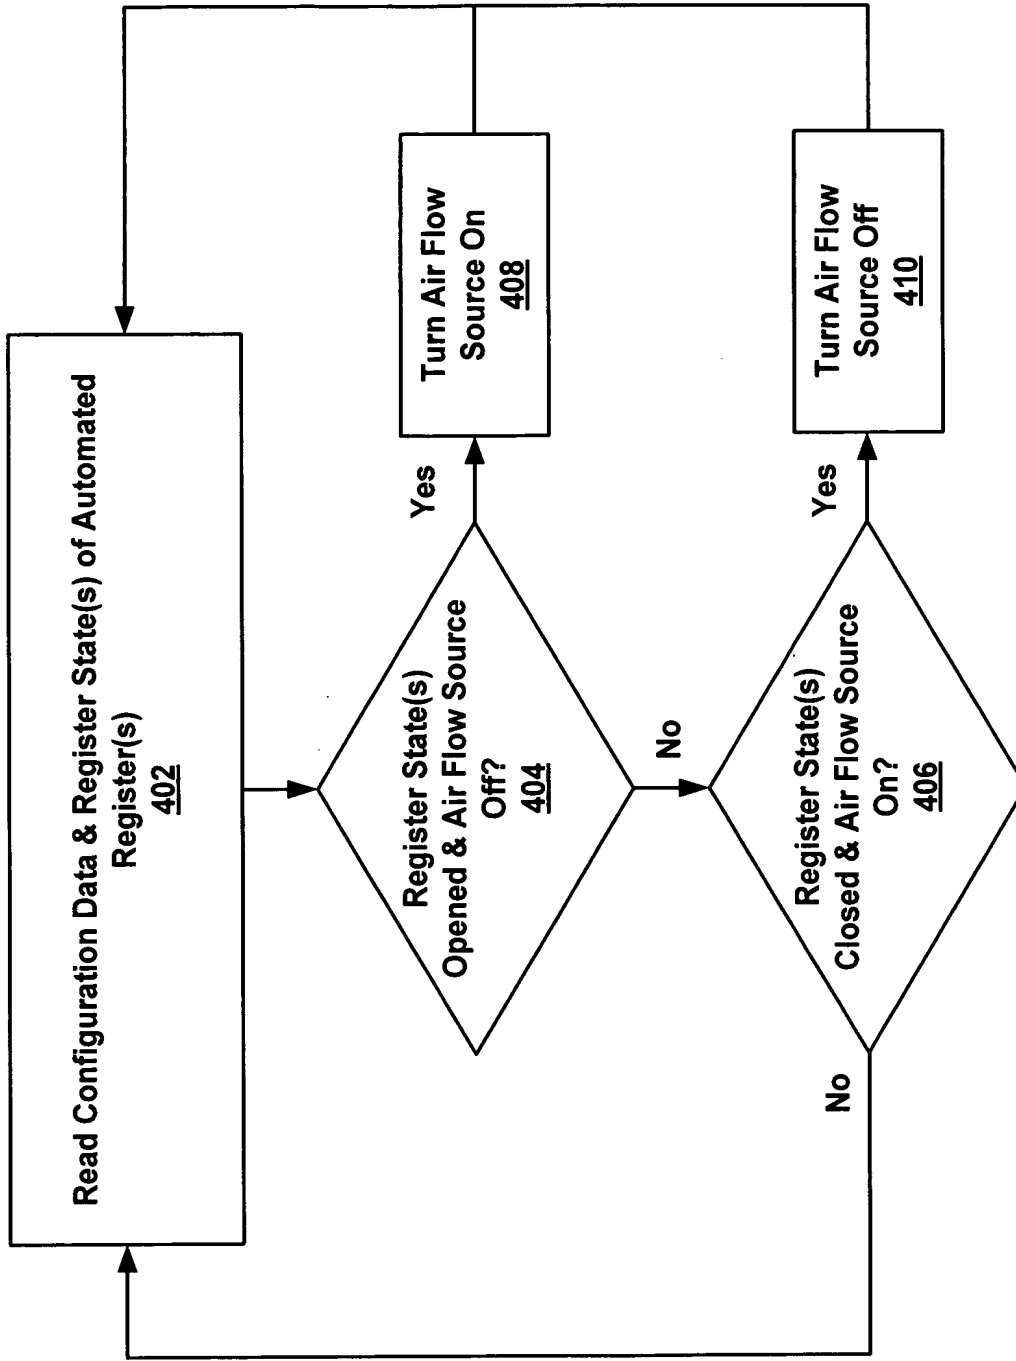 Read Configuration Data & Register State(s) of Automated
Register(s)
402
Register State(s)
Opened & Air Flow Source
Off?
404
Yes
Turn Air Flow
Source On
408
No
Register State(s)
Closed & Air Flow Source
On?
406
Yes
Turn Air Flow
Source Off
410
No